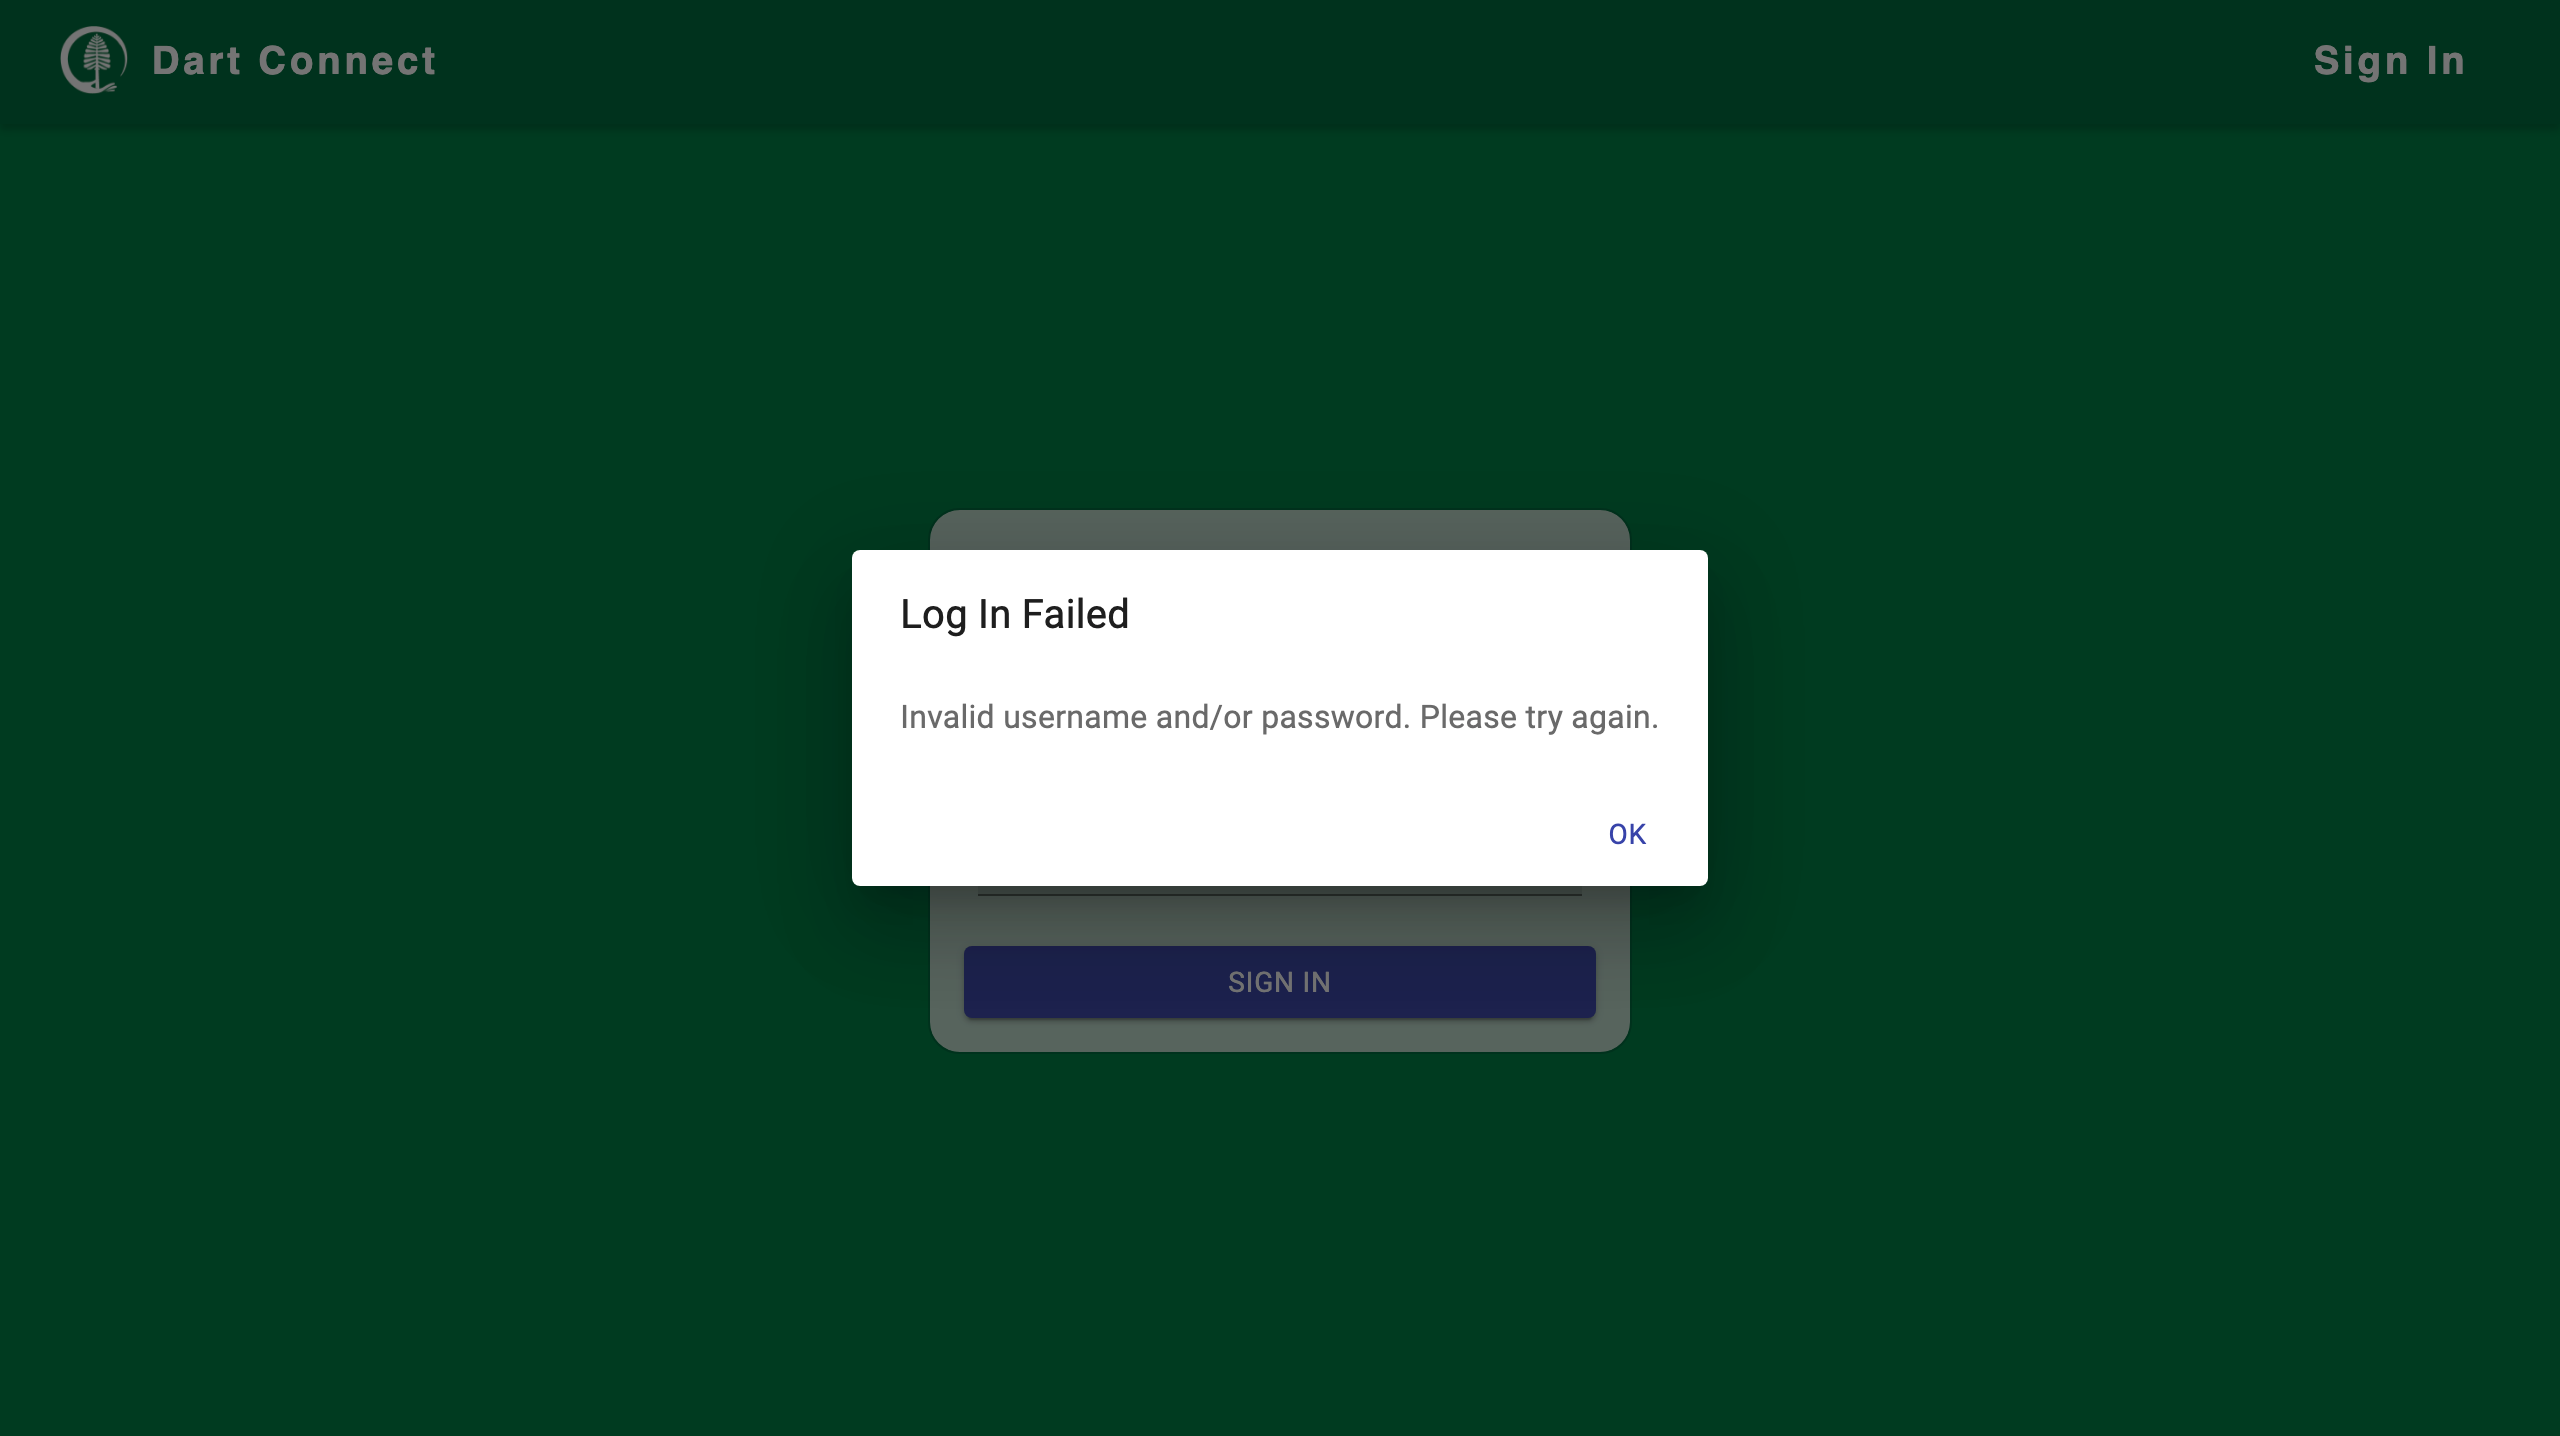 Dart Connect
Sign In
Log In Failed
Invalid username and/or password. Please try again.
OK
SIGN IN